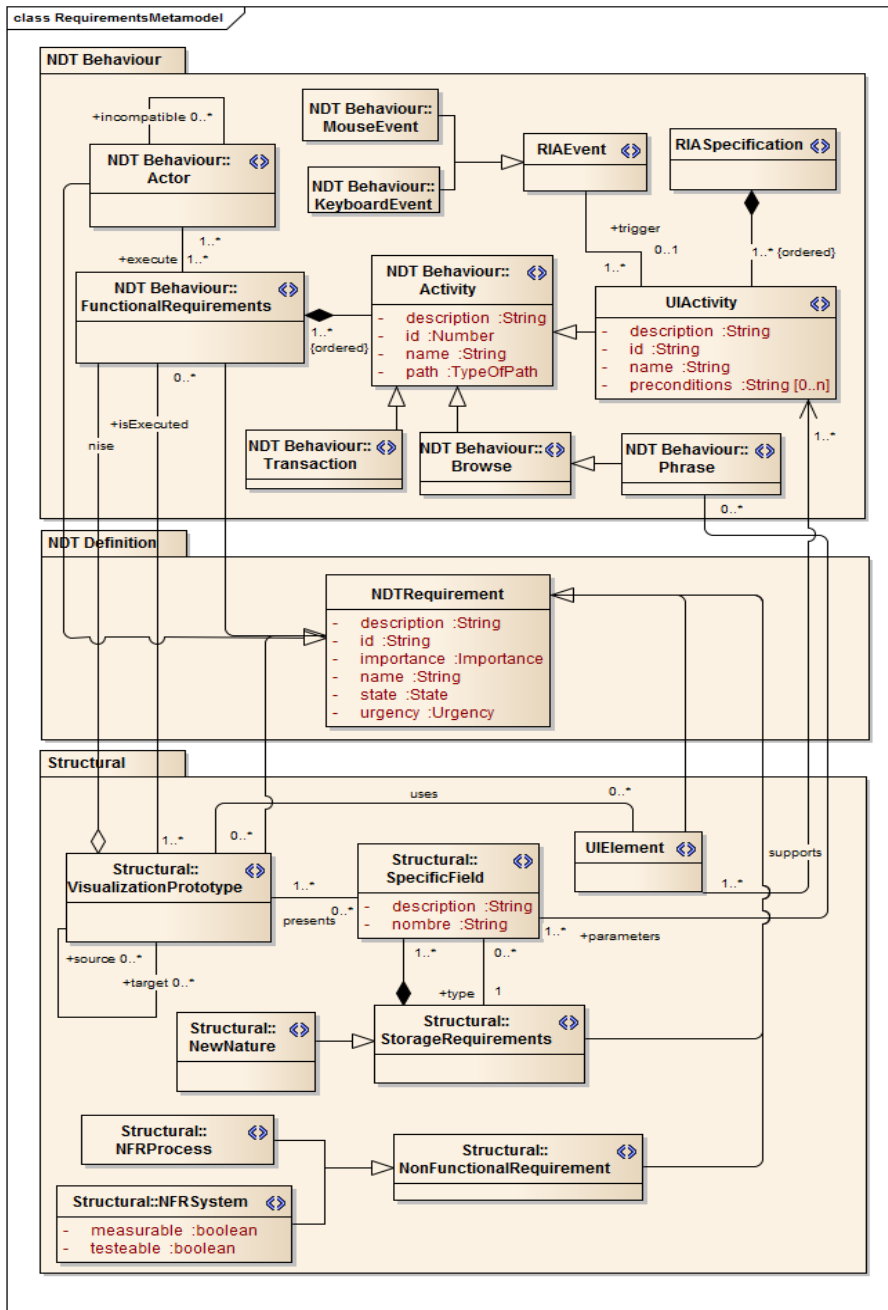 class RequirementsMetamodel
NDT Behaviour
+incompatible 0..*
NDT Behaviour::
Actor
NDT Behaviour::
MouseEvent
NDT Behaviour::
KeyboardEvent
RIAEvent
RIASpecification
1..*
+execute
1..*
+trigger
0..1
1..*
1..* {ordered}
NDT Behaviour::
FunctionalRequirements
0..*
1..*
{ordered}
NDT Behaviour::
Activity
- description :String
- id :Number
- name :String
- path :TypeOfPath
UIActivity
- description :String
- id :String
- name :String
- preconditions :String [0..n]
+isExecuted
nise
1..*
NDT Behaviour::
Transaction
NDT Behaviour::
Browse
NDT Behaviour::
Phrase
0..*
NDT Definition
NDTRequirement
- description :String
- id :String
- importance :Importance
- name :String
- state :State
- urgency :Urgency
Structural
uses
0..*
1..*
0..*
UIElement
supports
1..*
Structural::
VisualizationPrototype
1..*
presents
0..*
Structural::
SpecificField
- description :String
- nombre :String
1..*
+parameters
+source 0..*
+target 0..*
1..*
0..*
+type
1
Structural::
NewNature
Structural::
StorageRequirements
Structural::
NFRProcess
Structural::
NonFunctionalRequirement
Structural::NFRSystem
- measurable :boolean
- testeable :boolean